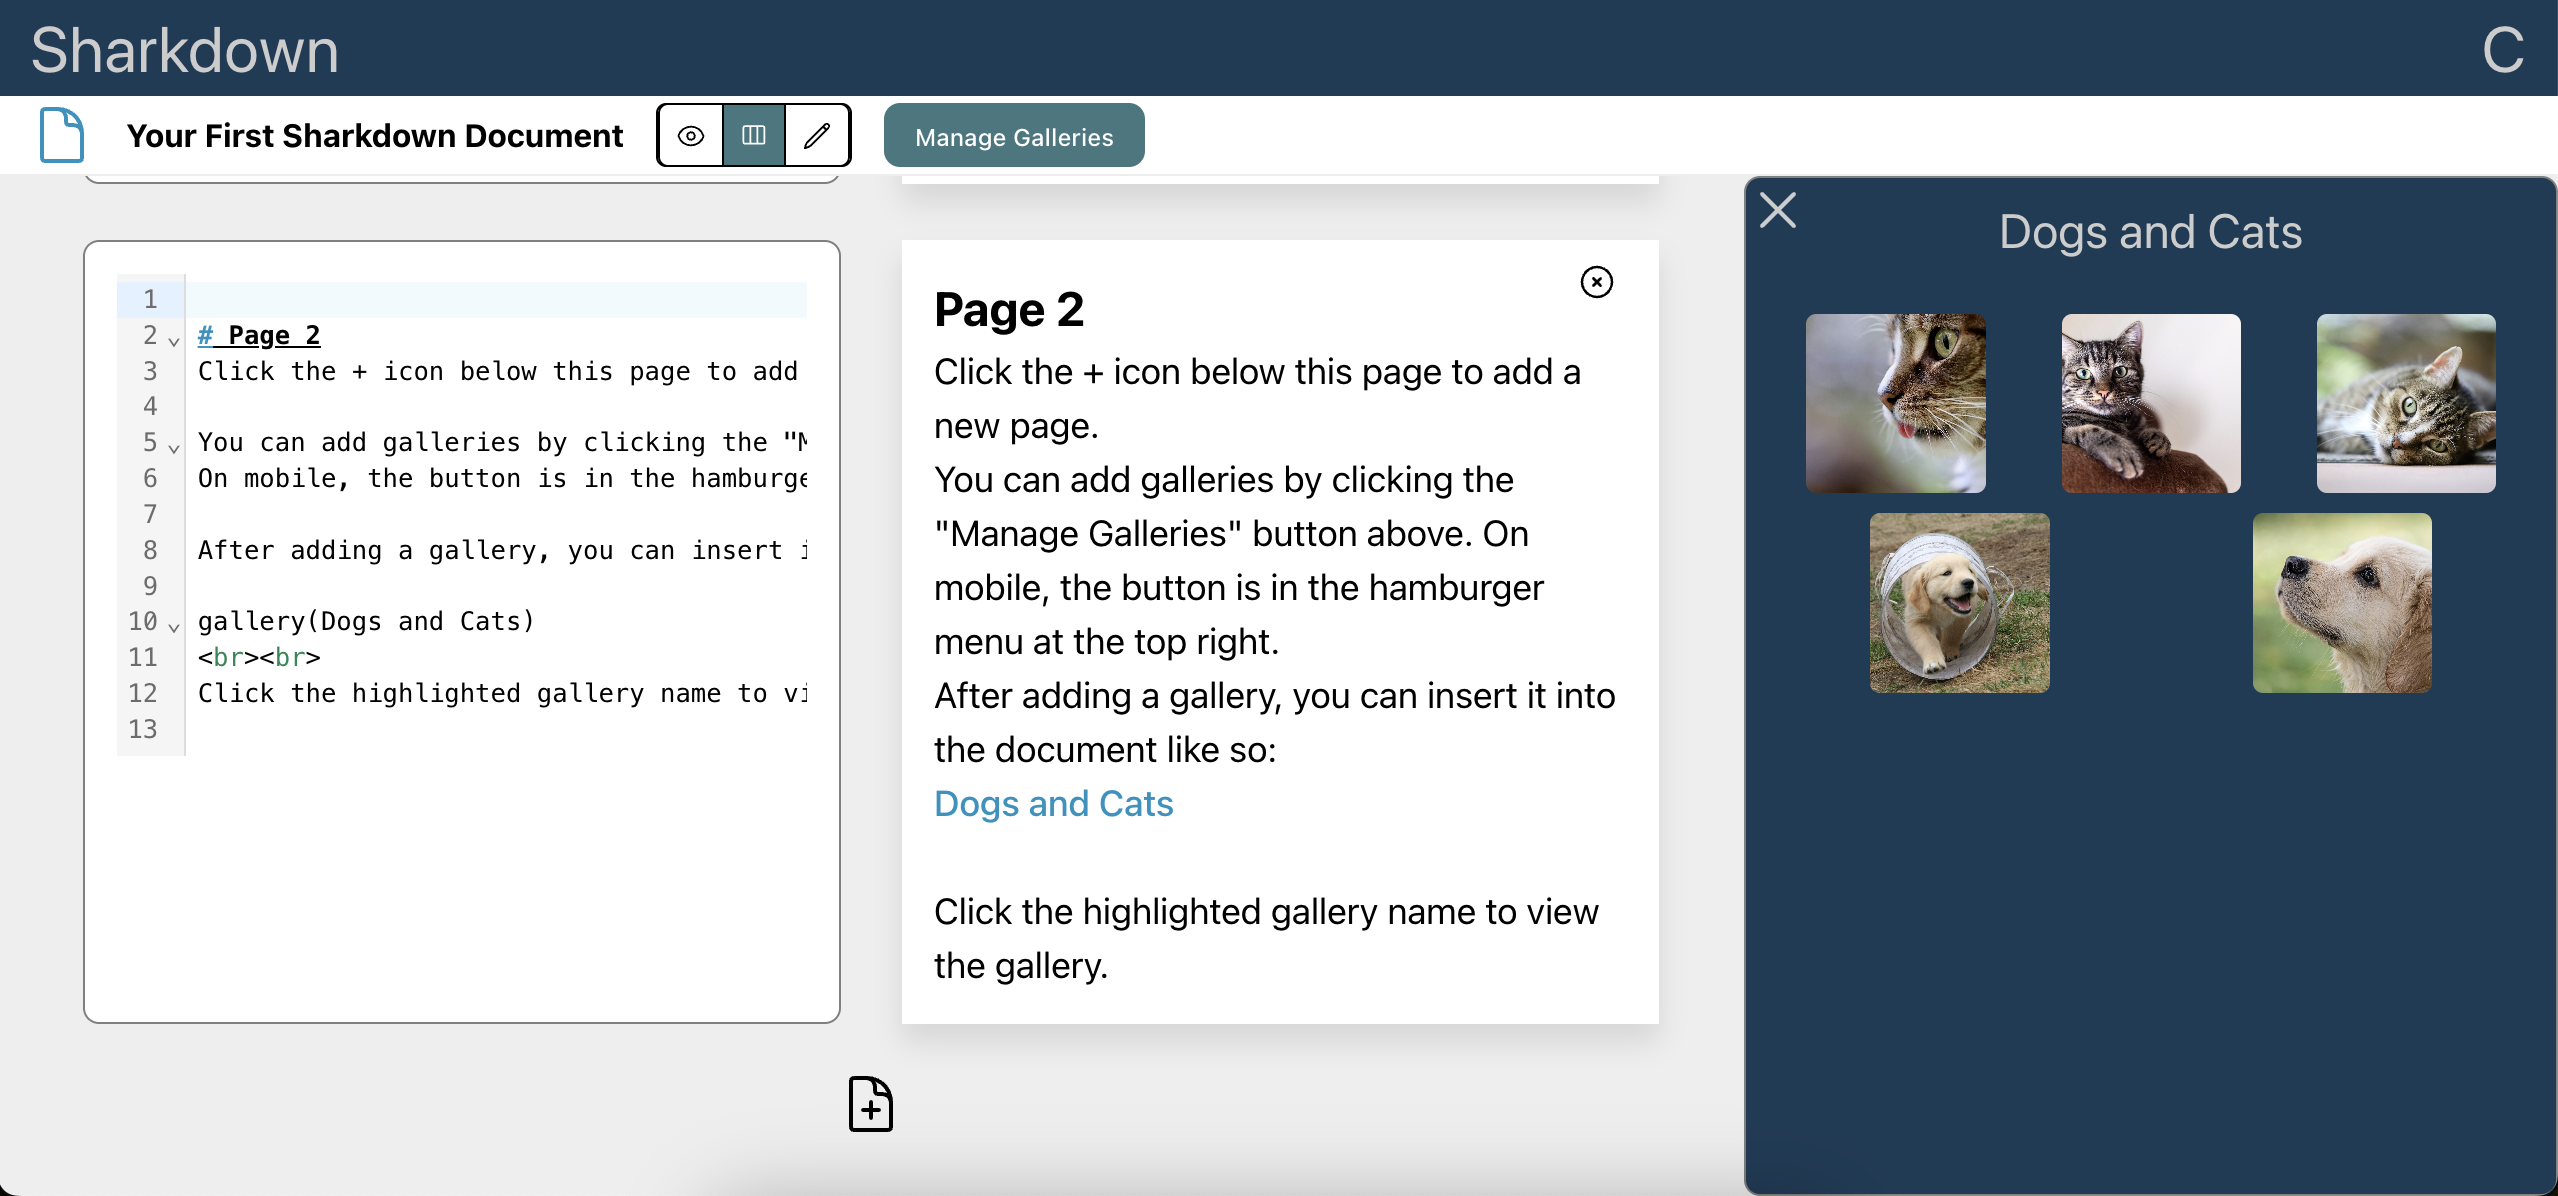 Sharkdown
C
Your First Sharkdown Document
Manage Galleries
1
2 # Page 2
3 Click the + icon below this page to add
4
5 You can add galleries by clicking the "M
6 On mobile, the button is in the hamburge
7
8 After adding a gallery, you can insert i
9
10 gallery(Dogs and Cats)
11 <br><br>
12 Click the highlighted gallery name to vi
13
Page 2
Click the + icon below this page to add a
new page.
You can add galleries by clicking the
"Manage Galleries" button above. On
mobile, the button is in the hamburger
menu at the top right.
After adding a gallery, you can insert it into
the document like so:
Dogs and Cats
Click the highlighted gallery name to view
the gallery.
Dogs and Cats